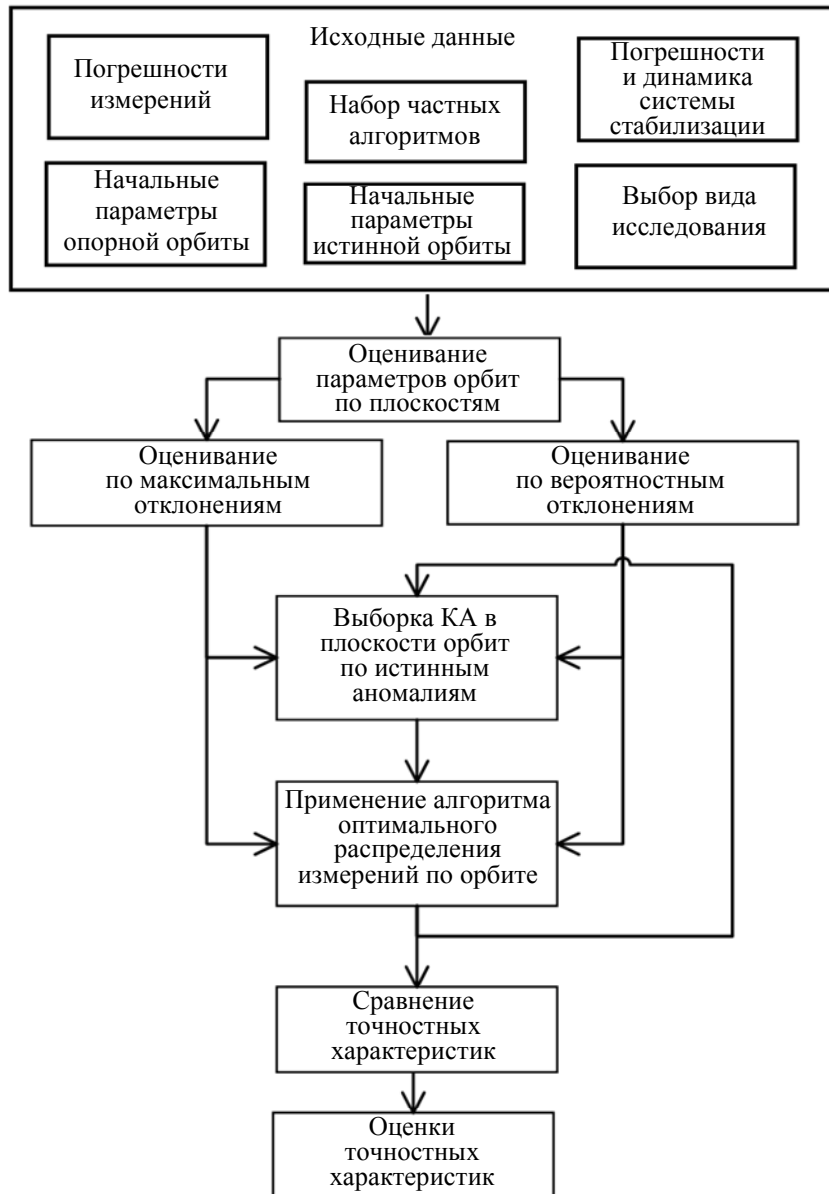 Исходные данные
Погрешности
измерений
Набор частных
алгоритмов
Погрешности
и динамика
системы
стабилизации
Начальные
параметры
опорной орбиты
Начальные
параметры
истинной орбиты
Выбор вида
исследования
Оценивание
параметров орбит
по плоскостям
Оценивание
по максимальным
отклонениям
Оценивание
по вероятностным
отклонениям
Выборка КА в
плоскости орбит
по истинным
аномалиям
Применение алгоритма
оптимального
распределения
измерений по орбите
Сравнение
точностных
характеристик
Оценки
точностных
характеристик